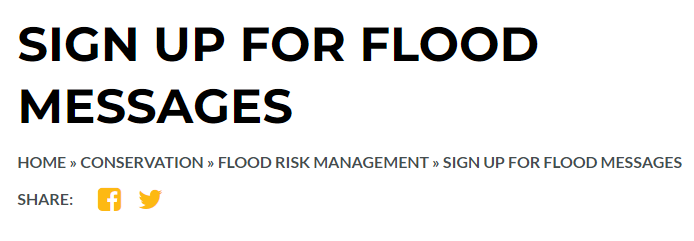 SIGN UP FOR FLOOD
MESSAGES
HOME » CONSERVATION » FLOOD RISK MANAGEMENT » SIGN UP FOR FLOOD MESSAGES
SHARE: